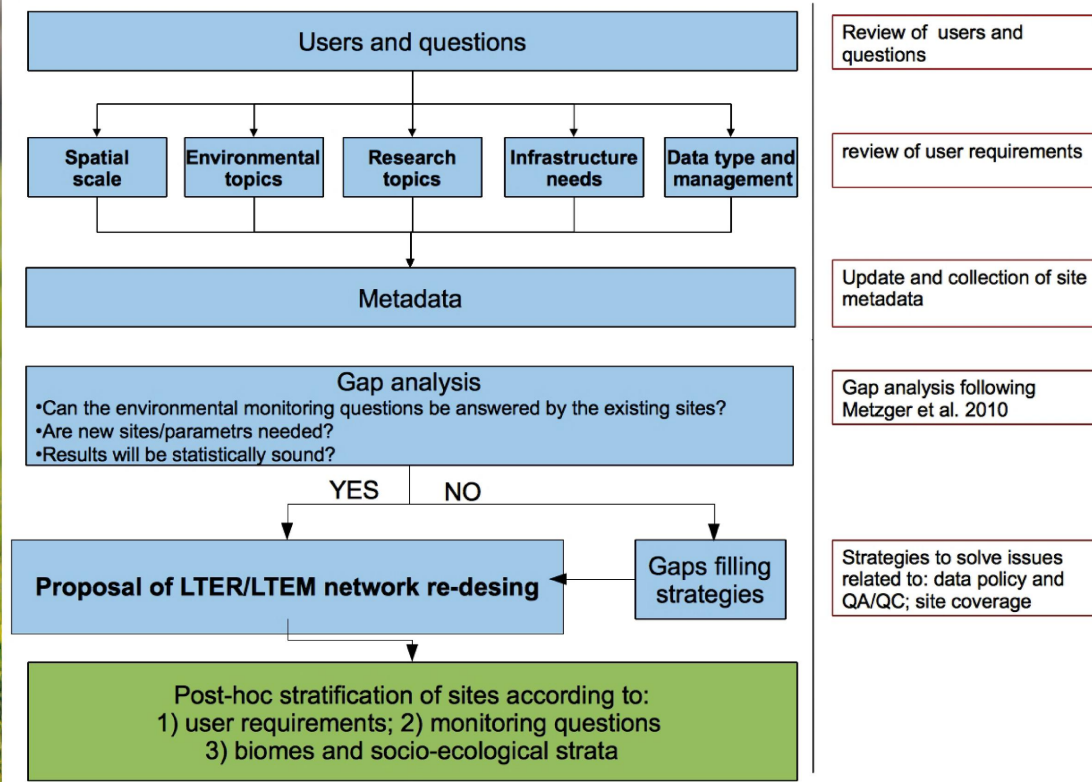 Users and questions
Review of users and
questions
Spatial
scale
Environmental
topics
Research
topics
Infrastructure
needs
Data type and
management
review of user requirements
Metadata
Update and collection of site
metadata
Gap analysis
•Can the environmental monitoring questions be answered by the existing sites?
•Are new sites/parametrs needed?
•Results will be statistically sound?
Gap analysis following
Metzger et al. 2010
YES
NO
Proposal of LTER/LTEM network re-desing
Gaps filling
strategies
Strategies to solve issues
related to: data policy and
QA/QC; site coverage
Post-hoc stratification of sites according to:
1) user requirements; 2) monitoring questions
3) biomes and socio-ecological strata